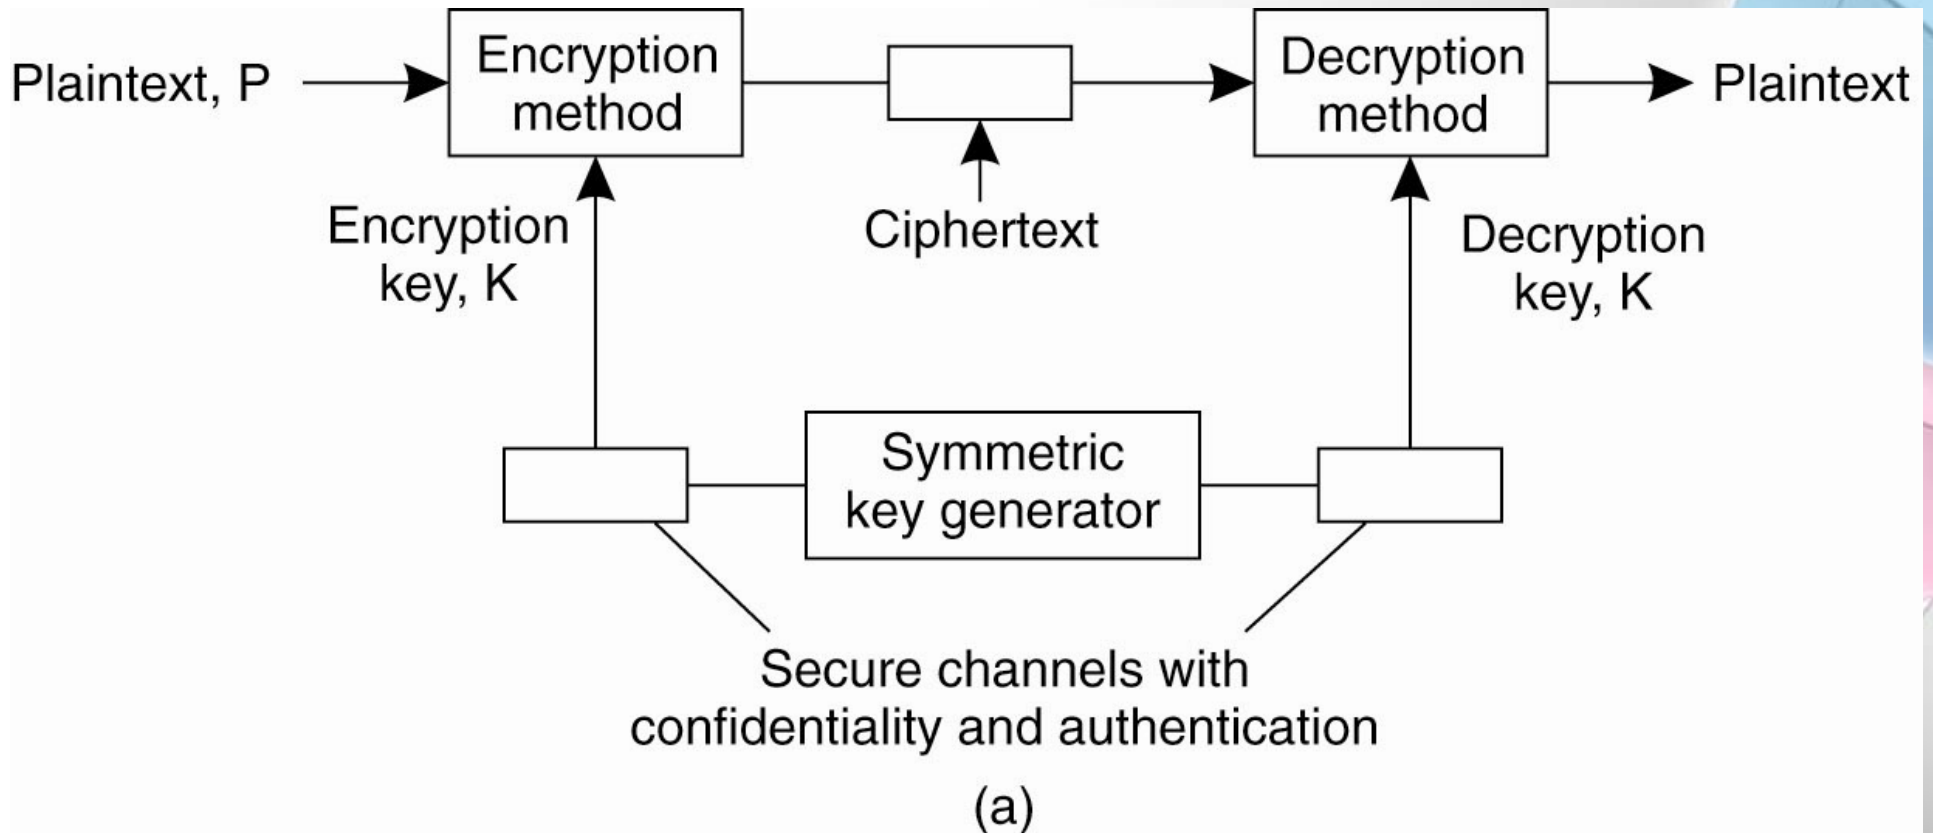 Plaintext, P
Encryption
method
Decryption
method
Plaintext
Encryption
key, K
Ciphertext
Decryption
key, K
Symmetric
key generator
Secure channels with
confidentiality and authentication
(a)